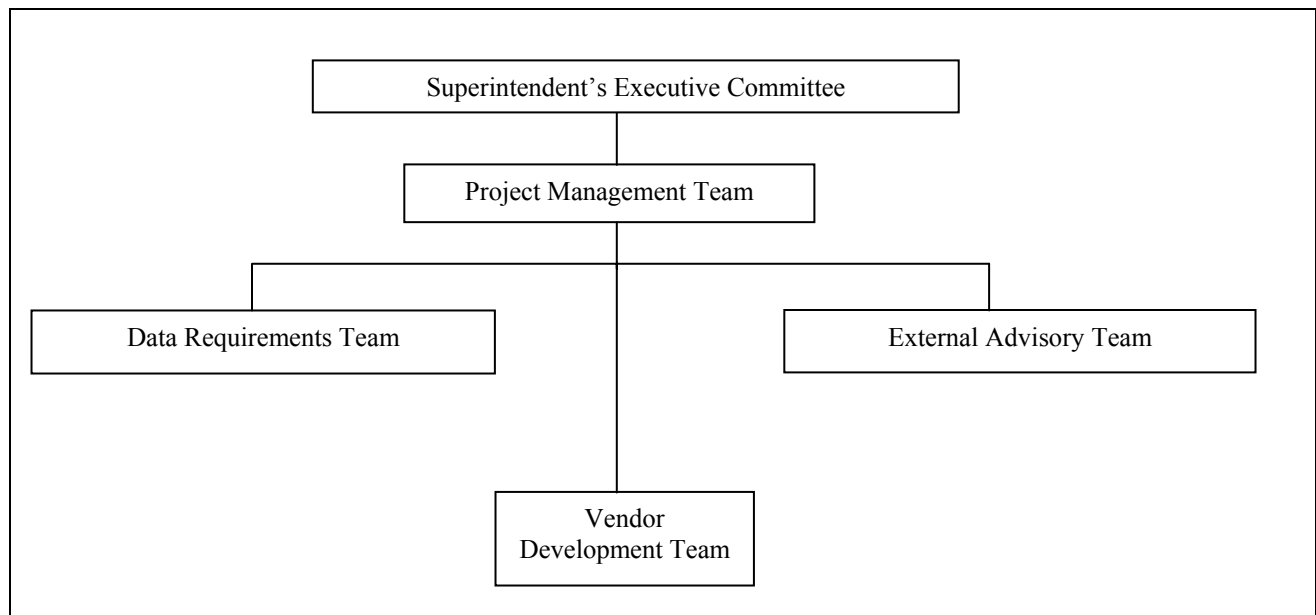 Superintendent’s Executive Committee
Project Management Team
Data Requirements Team
External Advisory Team
Vendor
Development Team